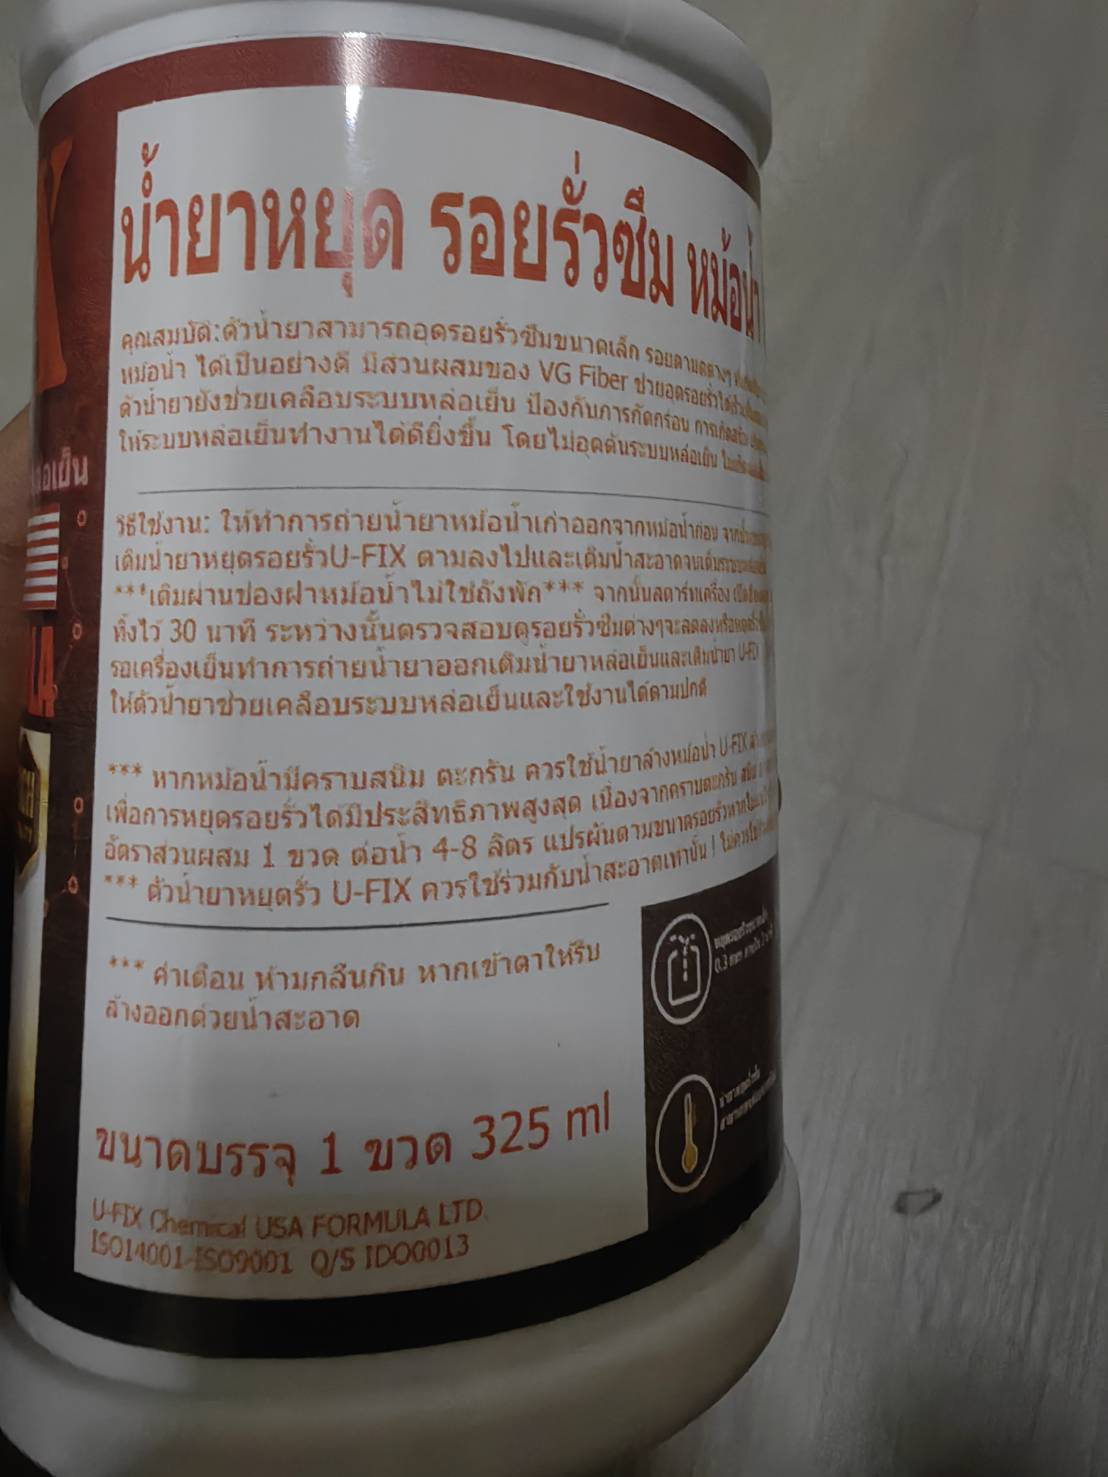 น้ำยาหยุด รอยรั่วซึม หม้อน้ำ
คุณสมบัติ:ตัวน้ำยาสามารถอุดรอยรั่วซึมขนาดเล็ก รอยตามดต่างๆ
หม้อน้ำ ได้เป็นอย่างดี มีส่วนผสมของ VG Fiber ช่วยอุดรอยรั่วได้
ตัวน้ำยายังช่วยเคลือบระบบหล่อเย็น ป้องกันการกัดกร่อน การเกิดสนิม
ให้ระบบหล่อเย็นทำงานได้ดียิ่งขึ้น โดยไม่อุดตันระบบหล่อเย็น
วิธีใช้งาน: ให้ทำการถ่ายน้ำยาหม้อน้ำเก่าออกจากหม้อน้ำก่อน
เติมน้ำยาหยุดรอยรั่วU-FIX ตามลงไปและเติมน้ำสะอาดจนเต็ม
***เติมผ่านช่องฝาหม้อน้ำไม่ใช่ถังพัก*** จากนั้นสตาร์ทเครื่อง
ทิ้งไว้ 30 นาที ระหว่างนั้นตรวจสอบดูรอยรั่วซึมต่างๆจะลดลงหรือหยุดรั่ว
รอเครื่องเย็นทำการถ่ายน้ำยาออกเติมน้ำยาหล่อเย็นและเติมน้ำยา U-FIX
ให้ตัวน้ำยาช่วยเคลือบระบบหล่อเย็นและใช้งานได้ตามปกติ
*** หากหม้อน้ำมีคราบสนิม ตะกรัน ควรใช้น้ำยาล้างหม้อน้ำ U-FIX
เพื่อการหยุดรอยรั่วได้มีประสิทธิภาพสูงสุด เนื่องจากคราบตะกรัน สนิม
อัตราส่วนผสม 1 ขวด ต่อน้ำ 4-8 ลิตร แปรผันตามขนาดรอยรั่ว
*** ตัวน้ำยาหยุดรั่ว U-FIX ควรใช้ร่วมกับน้ำสะอาดเท่านั้น !
*** คำเตือน ห้ามกลืนกิน หากเข้าตาให้รีบ
ล้างออกด้วยน้ำสะอาด
ขนาดบรรจุ 1 ขวด 325 ml
U-FIX Chemical USA FORMULA LTD.
ISO14001-ISO9001 Q/S IDO0013